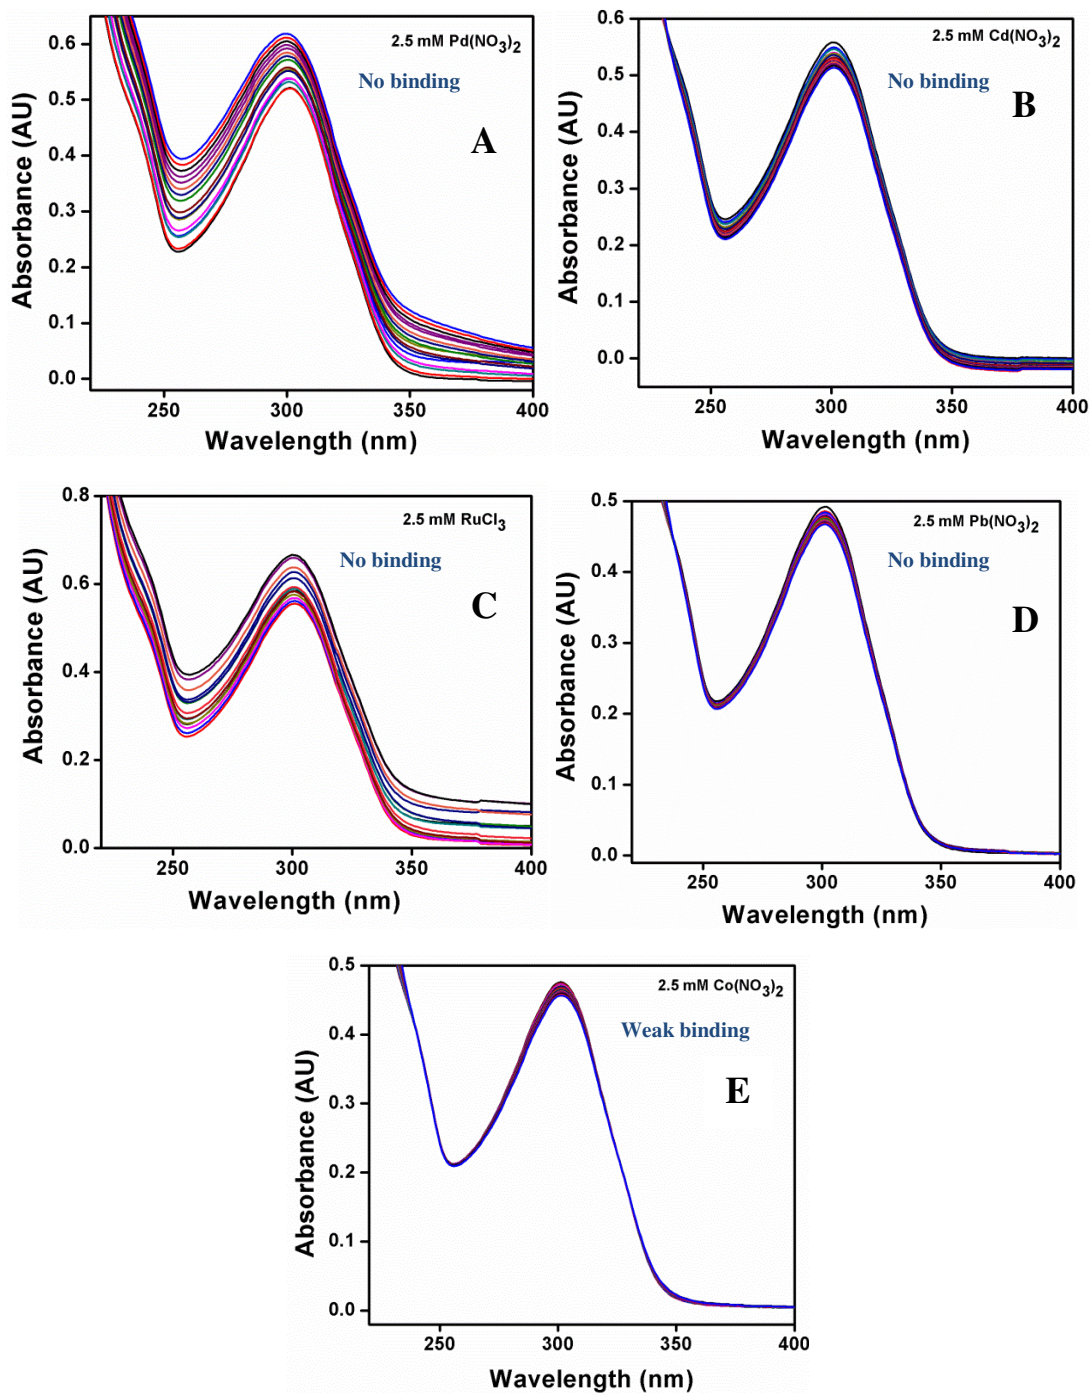 0.6
0.5
0.4
0.3
0.2
0.1
0.0
Absorbance (AU)
2.5 mM Pd(NO3)2
No binding
A
250 300 350 400
Wavelength (nm)
0.6
0.5
0.4
0.3
0.2
0.1
0.0
Absorbance (AU)
2.5 mM Cd(NO3)2
No binding
B
250 300 350 400
Wavelength (nm)
0.8
0.6
0.4
0.2
0.0
Absorbance (AU)
2.5 mM RuCl3
No binding
C
250 300 350 400
Wavelength (nm)
0.5
0.4
0.3
0.2
0.1
0.0
Absorbance (AU)
2.5 mM Pb(NO3)2
No binding
D
250 300 350 400
Wavelength (nm)
0.5
0.4
0.3
0.2
0.1
0.0
Absorbance (AU)
2.5 mM Co(NO3)2
Weak binding
E
250 300 350 400
Wavelength (nm)